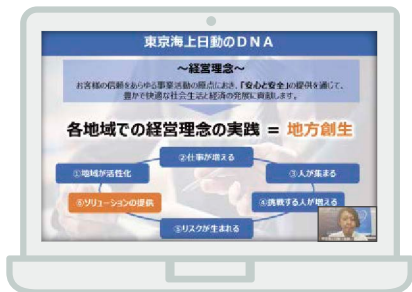 東京海上日動のDNA
～経営理念～
お客様の信頼をあらゆる事業活動の原点におき、「安心と安全」の提供を通じて、
豊かで快適な社会生活と経済の発展に貢献します。
各地域での経営理念の実践 = 地方創生
②仕事が増える
①地域が活性化
③人が集まる
⑥ソリューションの提供
④挑戦する人が増える
⑤リスクが生まれる